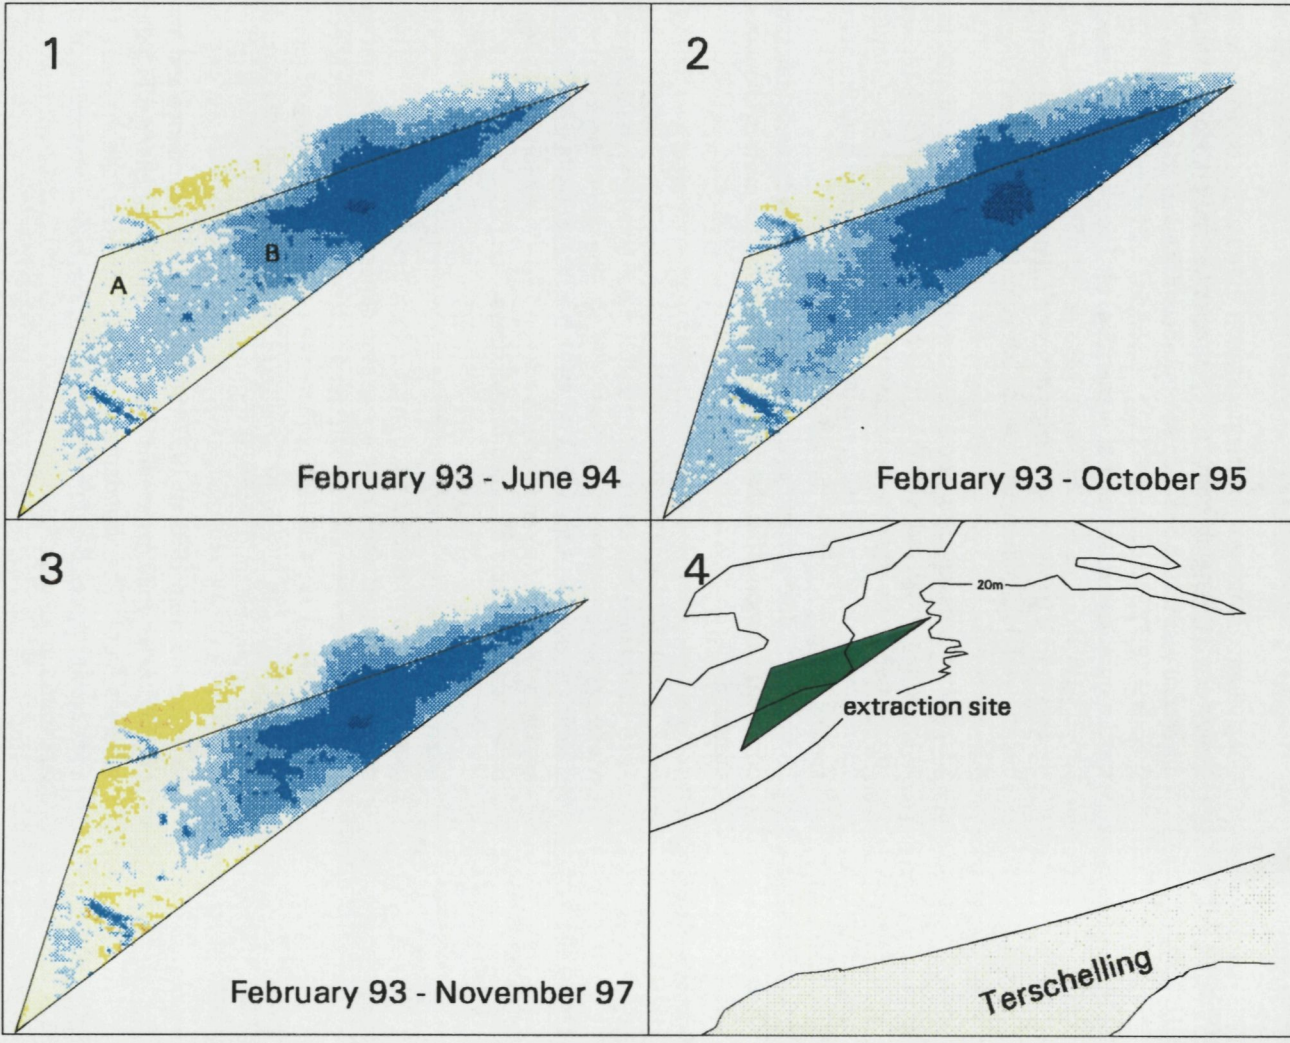 1
2
A
B
February 93 - June 94
February 93 - October 95
3
4
20m
extraction site
February 93 - November 97
Terschelling